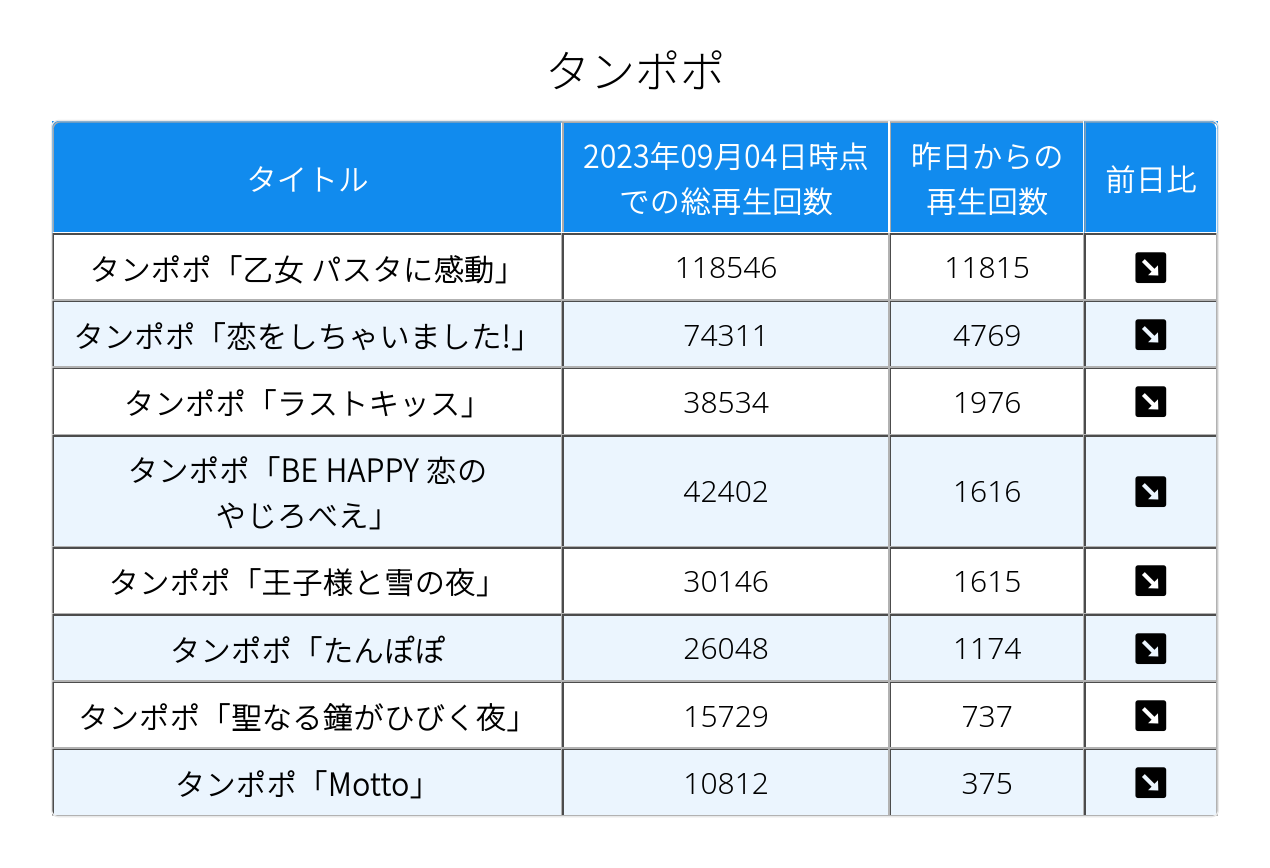 タンポポ
タイトル
2023年09月04日時点
での総再生回数
昨日からの
再生回数
前日比
タンポポ「乙女 パスタに感動」
118546
11815
タンポポ「恋をしちゃいました!」
74311
4769
タンポポ「ラストキッス」
38534
1976
タンポポ「BE HAPPY 恋の
やじろべえ」
42402
1616
タンポポ「王子様と雪の夜」
30146
1615
タンポポ「たんぽぽ
26048
1174
タンポポ「聖なる鐘がひびく夜」
15729
737
タンポポ「Motto」
10812
375